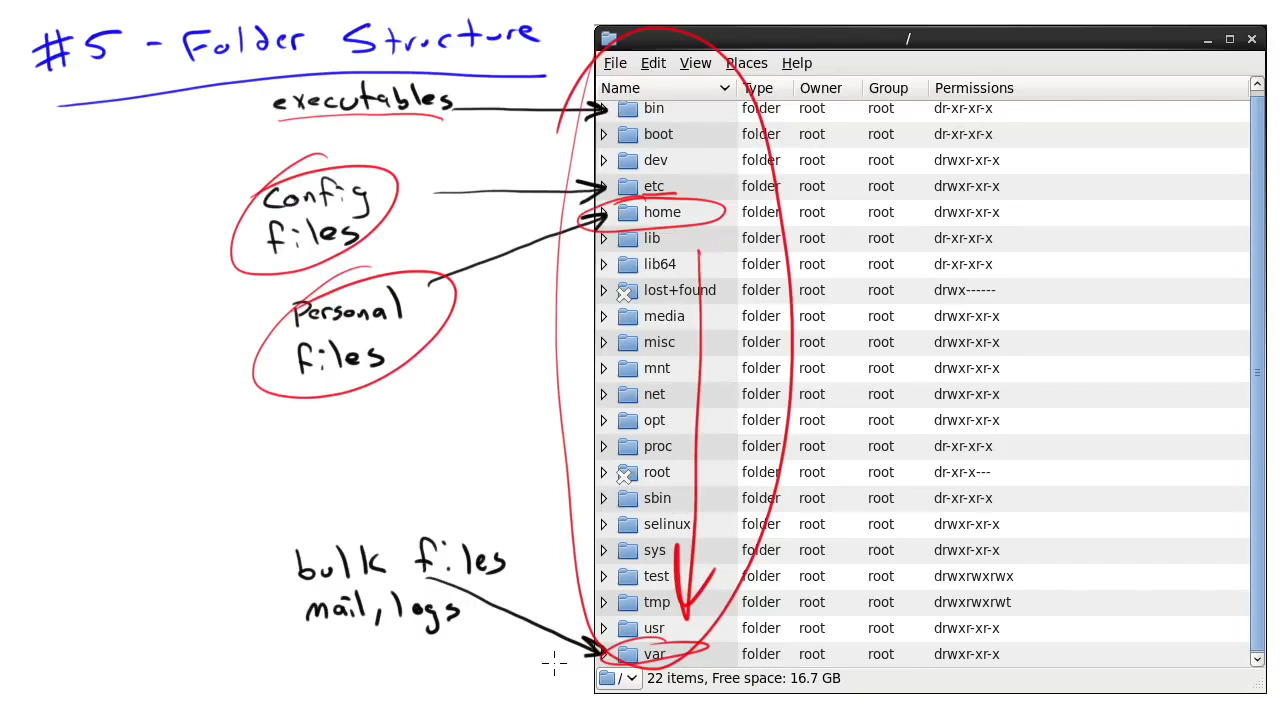 #5 - Folder Structure
executables
config
files
Personal
files
bulk files
mail, logs
/
File Edit View Places Help
Name Type Owner Group Permissions
bin folder root root dr-xr-xr-x
boot folder root root dr-xr-xr-x
dev folder root root drwxr-xr-x
etc folder root root drwxr-xr-x
home folder root root drwxr-xr-x
lib folder root root dr-xr-xr-x
lib64 folder root root dr-xr-xr-x
lost+found folder root root drwx------
media folder root root drwxr-xr-x
misc folder root root drwxr-xr-x
mnt folder root root drwxr-xr-x
net folder root root drwxr-xr-x
opt folder root root drwxr-xr-x
proc folder root root dr-xr-xr-x
root folder root root dr-xr-x---
sbin folder root root dr-xr-xr-x
selinux folder root root drwxr-xr-x
sys folder root root drwxr-xr-x
test folder root root drwxrwxrwx
tmp folder root root drwxrwxrwt
usr folder root root drwxr-xr-x
var folder root root drwxr-xr-x
/ 22 items, Free space: 16.7 GB